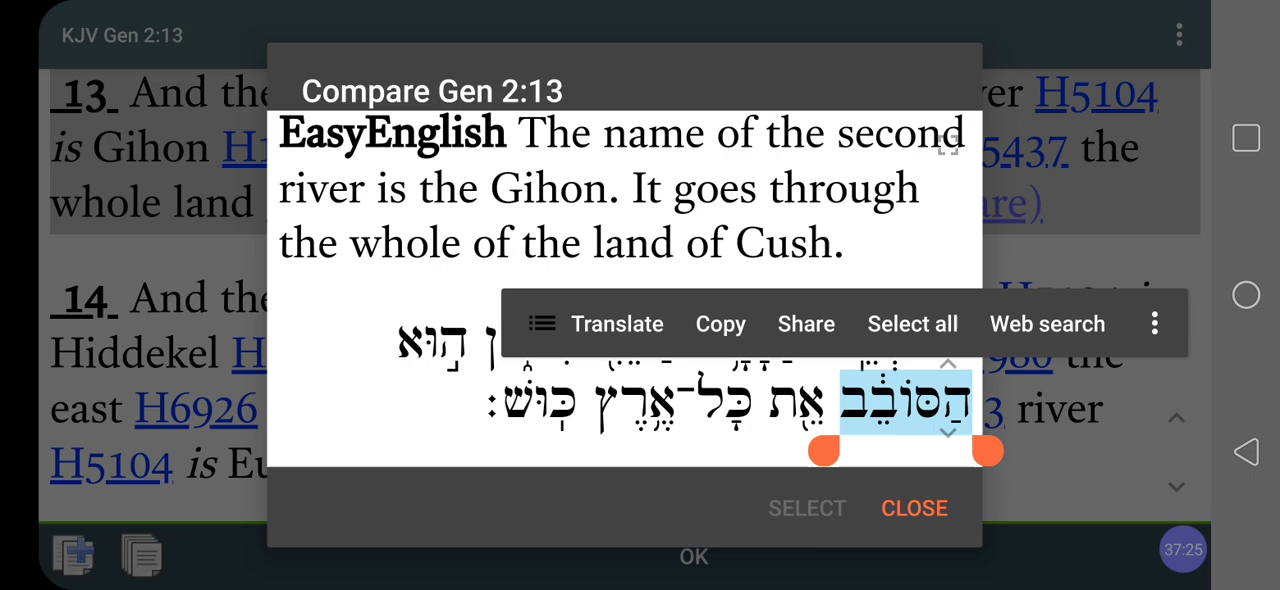 KJV Gen 2:13
Compare Gen 2:13
13 And the
ver H5104
is Gihon
5437 the
whole land
are)
14 And the
Hiddekel
the
east H6926
3 river
H5104 is
EasyEnglish The name of the second
river is the Gihon. It goes through
the whole of the land of Cush.
Translate Copy Share Select all Web search
ה֣וּא
הַסּוֹבֵ֔ב אֵ֖ת כָּל־אֶ֥רֶץ כּֽוּשׁ׃
SELECT CLOSE
OK
37:25